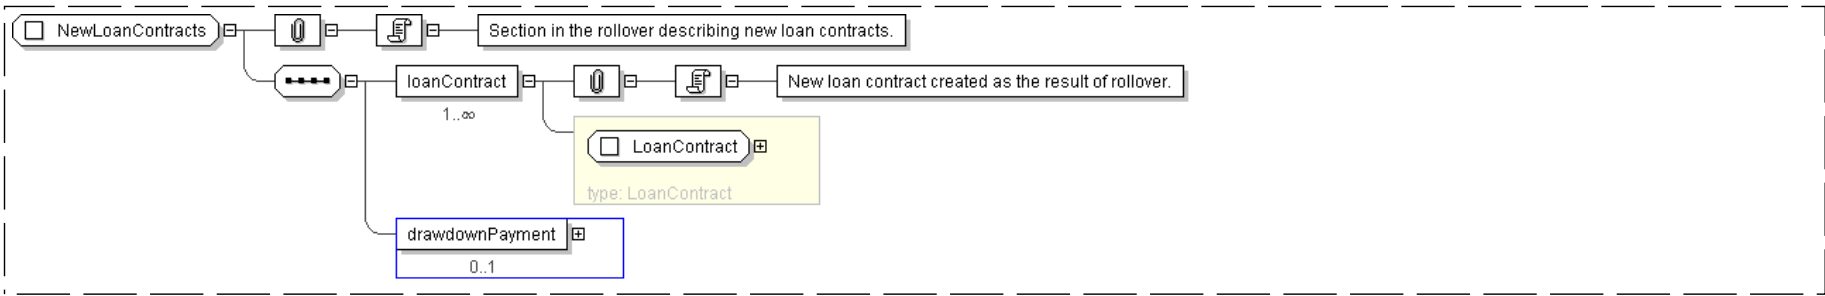 NewLoanContracts
Section in the rollover describing new loan contracts.
loanContract
New loan contract created as the result of rollover.
1..∞
LoanContract
type: LoanContract
drawdownPayment
0..1